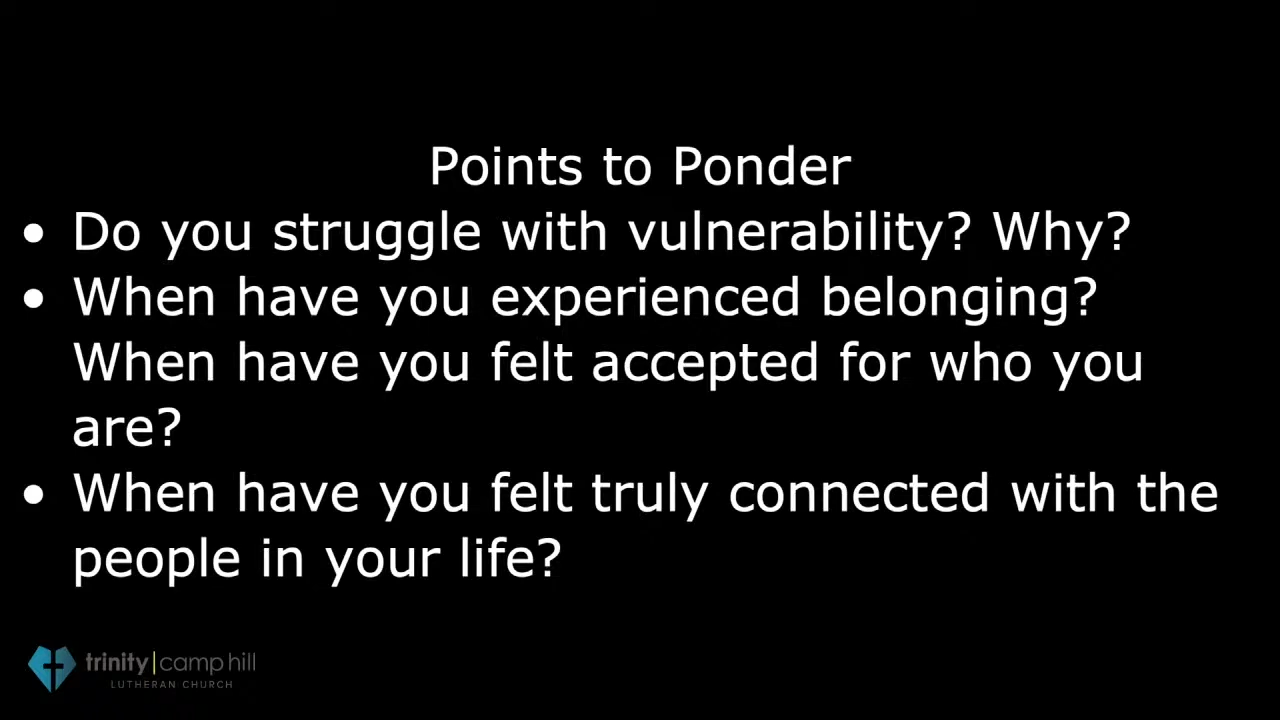 Points to Ponder
• Do you struggle with vulnerability? Why?
• When have you experienced belonging?
When have you felt accepted for who you
are?
• When have you felt truly connected with the
people in your life?
trinity|camp hill
LUTHERAN CHURCH